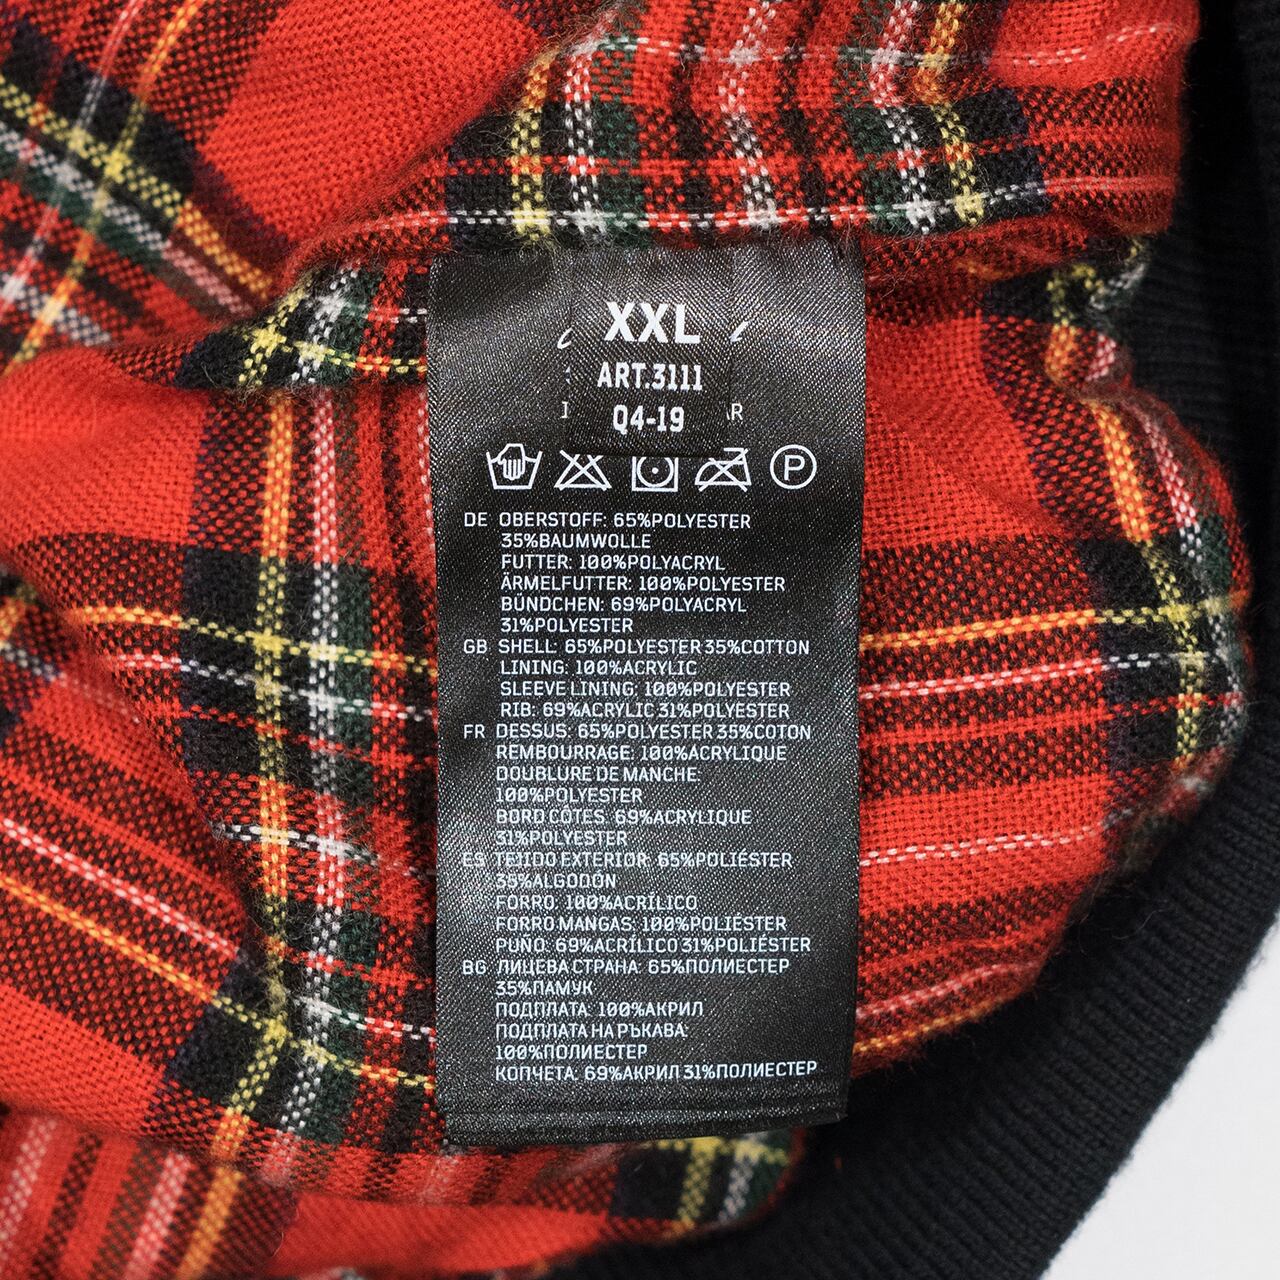 XXL
ART.3111
Q4-19
P
DE OBERSTOFF: 65%POLYESTER
35%BAUMWOLLE
FUTTER: 100%POLYACRYL
ÄRMELFUTTER: 100%POLYESTER
BÜNDCHEN: 69%POLYACRYL
31%POLYESTER
GB SHELL: 65%POLYESTER 35%COTTON
LINING: 100%ACRYLIC
SLEEVE LINING: 100%POLYESTER
RIB: 69%ACRYLIC 31%POLYESTER
FR DESSUS: 65%POLYESTER 35%COTON
REMBOURRAGE: 100%ACRYLIQUE
DOUBLURE DE MANCHE:
100%POLYESTER
BORD COTES: 69%ACRYLIQUE
31%POLYESTER
ES TEJIDO EXTERIOR: 65%POLIÉSTER
35%ALGODÓN
FORRO: 100%ACRÍLICO
FORRO MANGAS: 100%POLIÉSTER
PUÑO: 69%ACRÍLICO 31%POLIÉSTER
BG ЛИЦЕВА СТРАНА: 65%ПОЛИЕСТЕР
35%ПАМУК
ПОДПЛАТА: 100%АКРИЛ
ПОДПЛАТА НА РЪКАВА:
100%ПОЛИЕСТЕР
КОПЧЕТА: 69%АКРИЛ 31%ПОЛИЕСТЕР